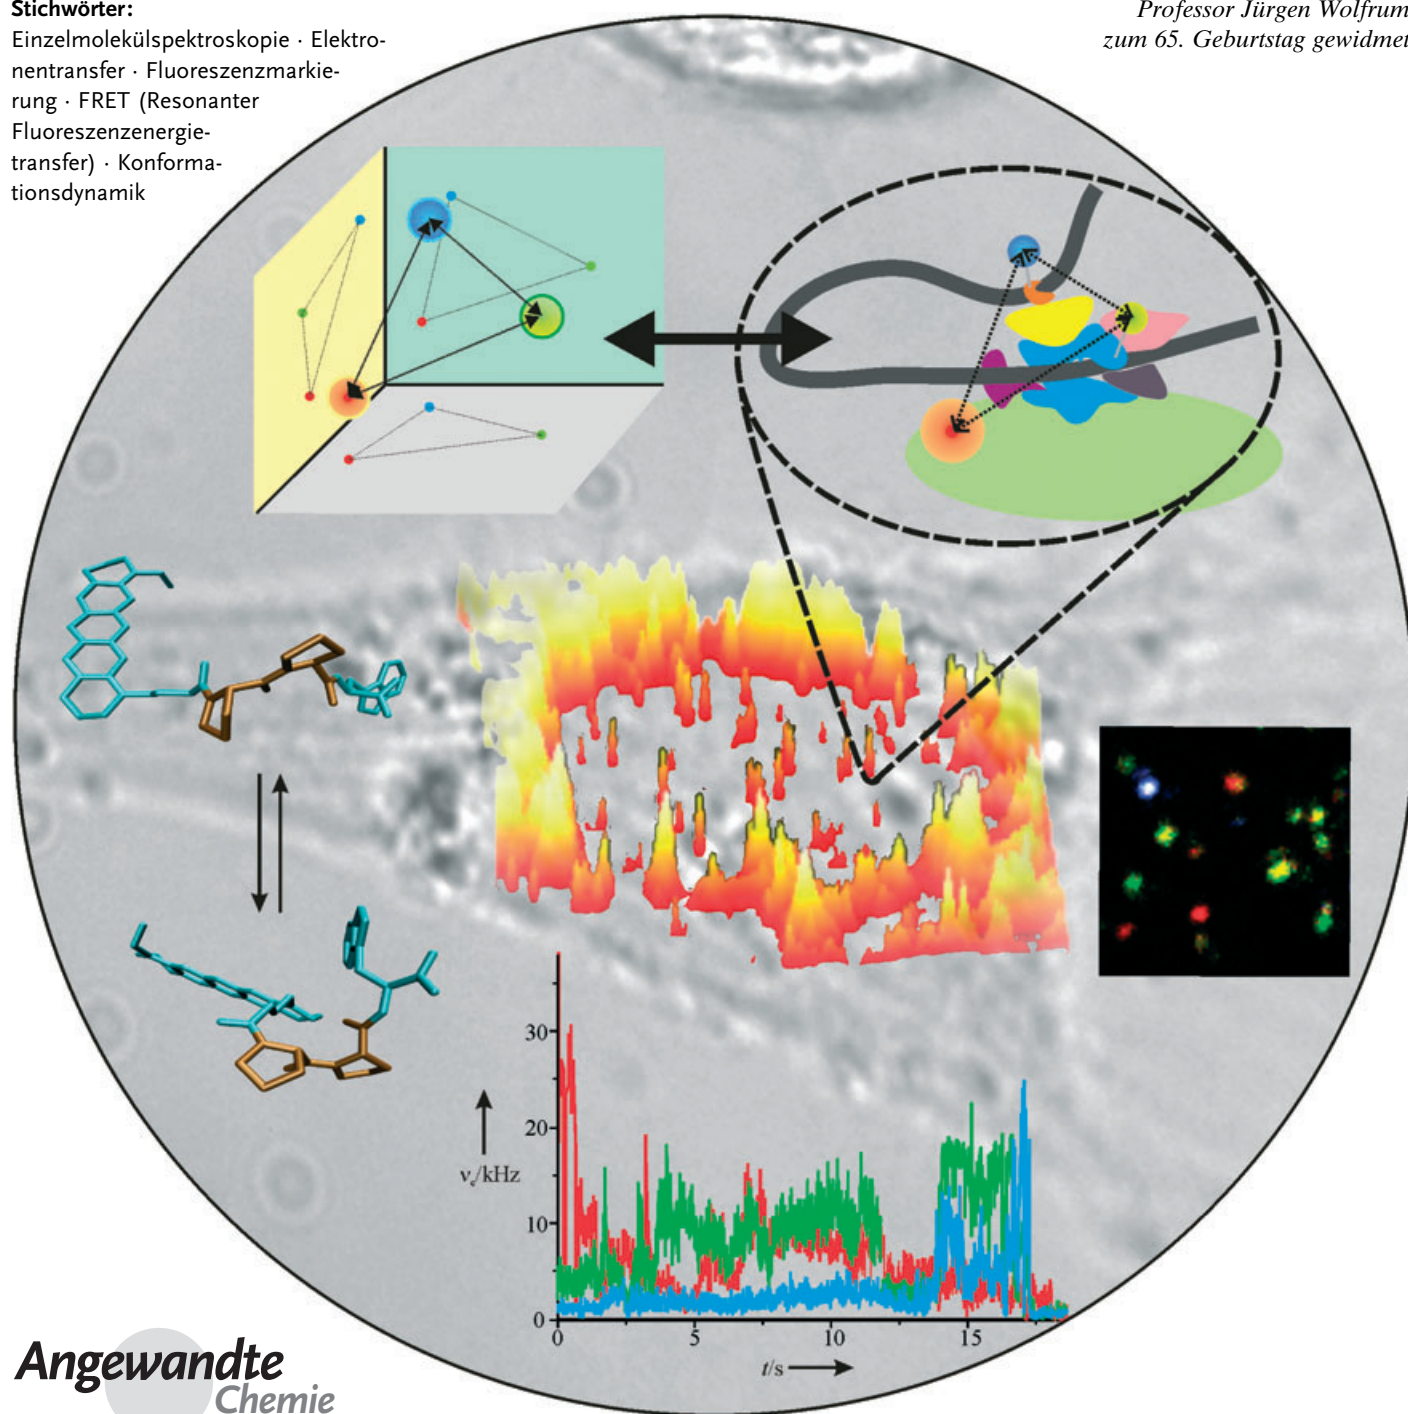 Stichwörter:
Einzelmolekülspektroskopie · Elektro-
nentransfer · Fluoreszenzmarkie-
rung · FRET (Resonanter
Fluoreszenzenergie-
transfer) · Konforma-
tionsdynamik
Professor Jürgen Wolfrum
zum 65. Geburtstag gewidmet
30
20
νc/kHz
10
0
0 5 10 15
t/s
Angewandte
Chemie